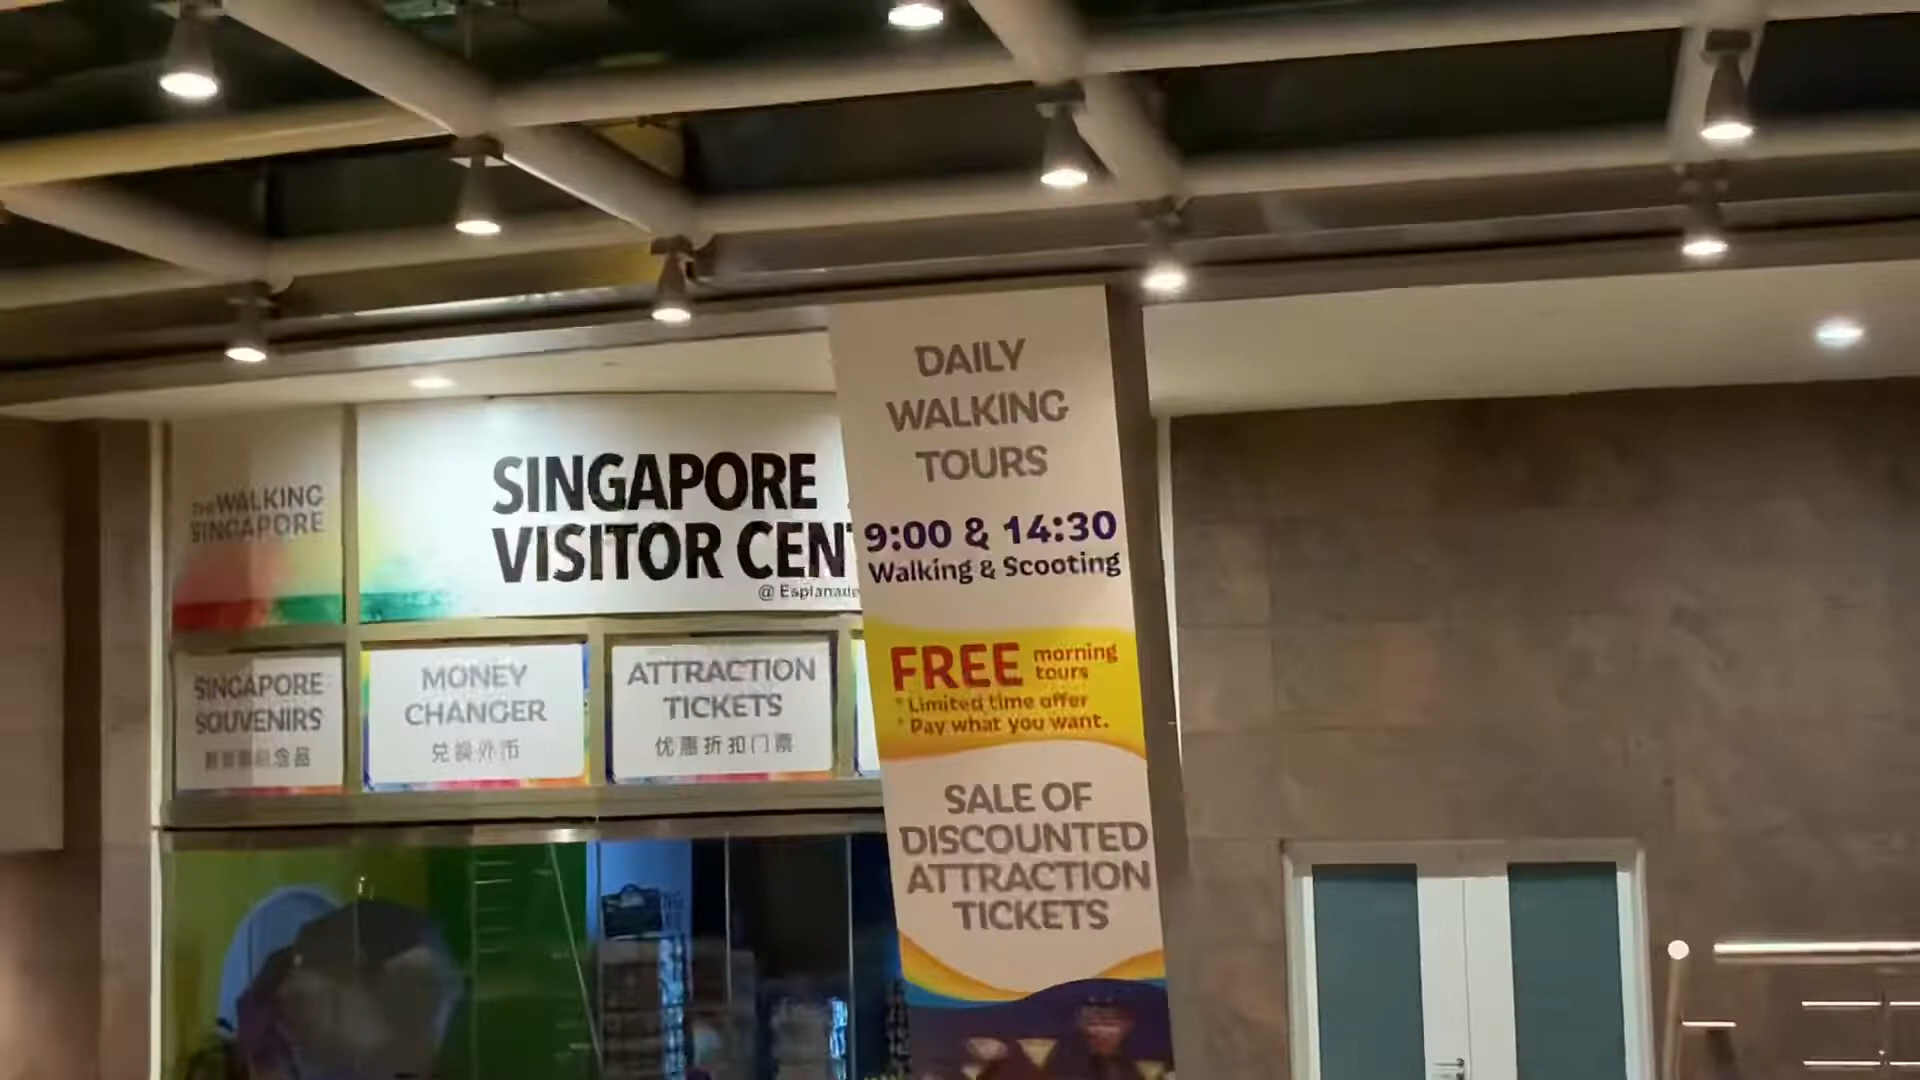 THE WALKING
SINGAPORE
SINGAPORE
VISITOR CENT
@ Esplanade
SINGAPORE
SOUVENIRS
念品
MONEY
CHANGER
兑换外币
ATTRACTION
TICKETS
优惠折扣门票
DAILY
WALKING
TOURS
9:00 & 14:30
Walking & Scooting
FREE morning
tours
* Limited time offer
* Pay what you want.
SALE OF
DISCOUNTED
ATTRACTION
TICKETS